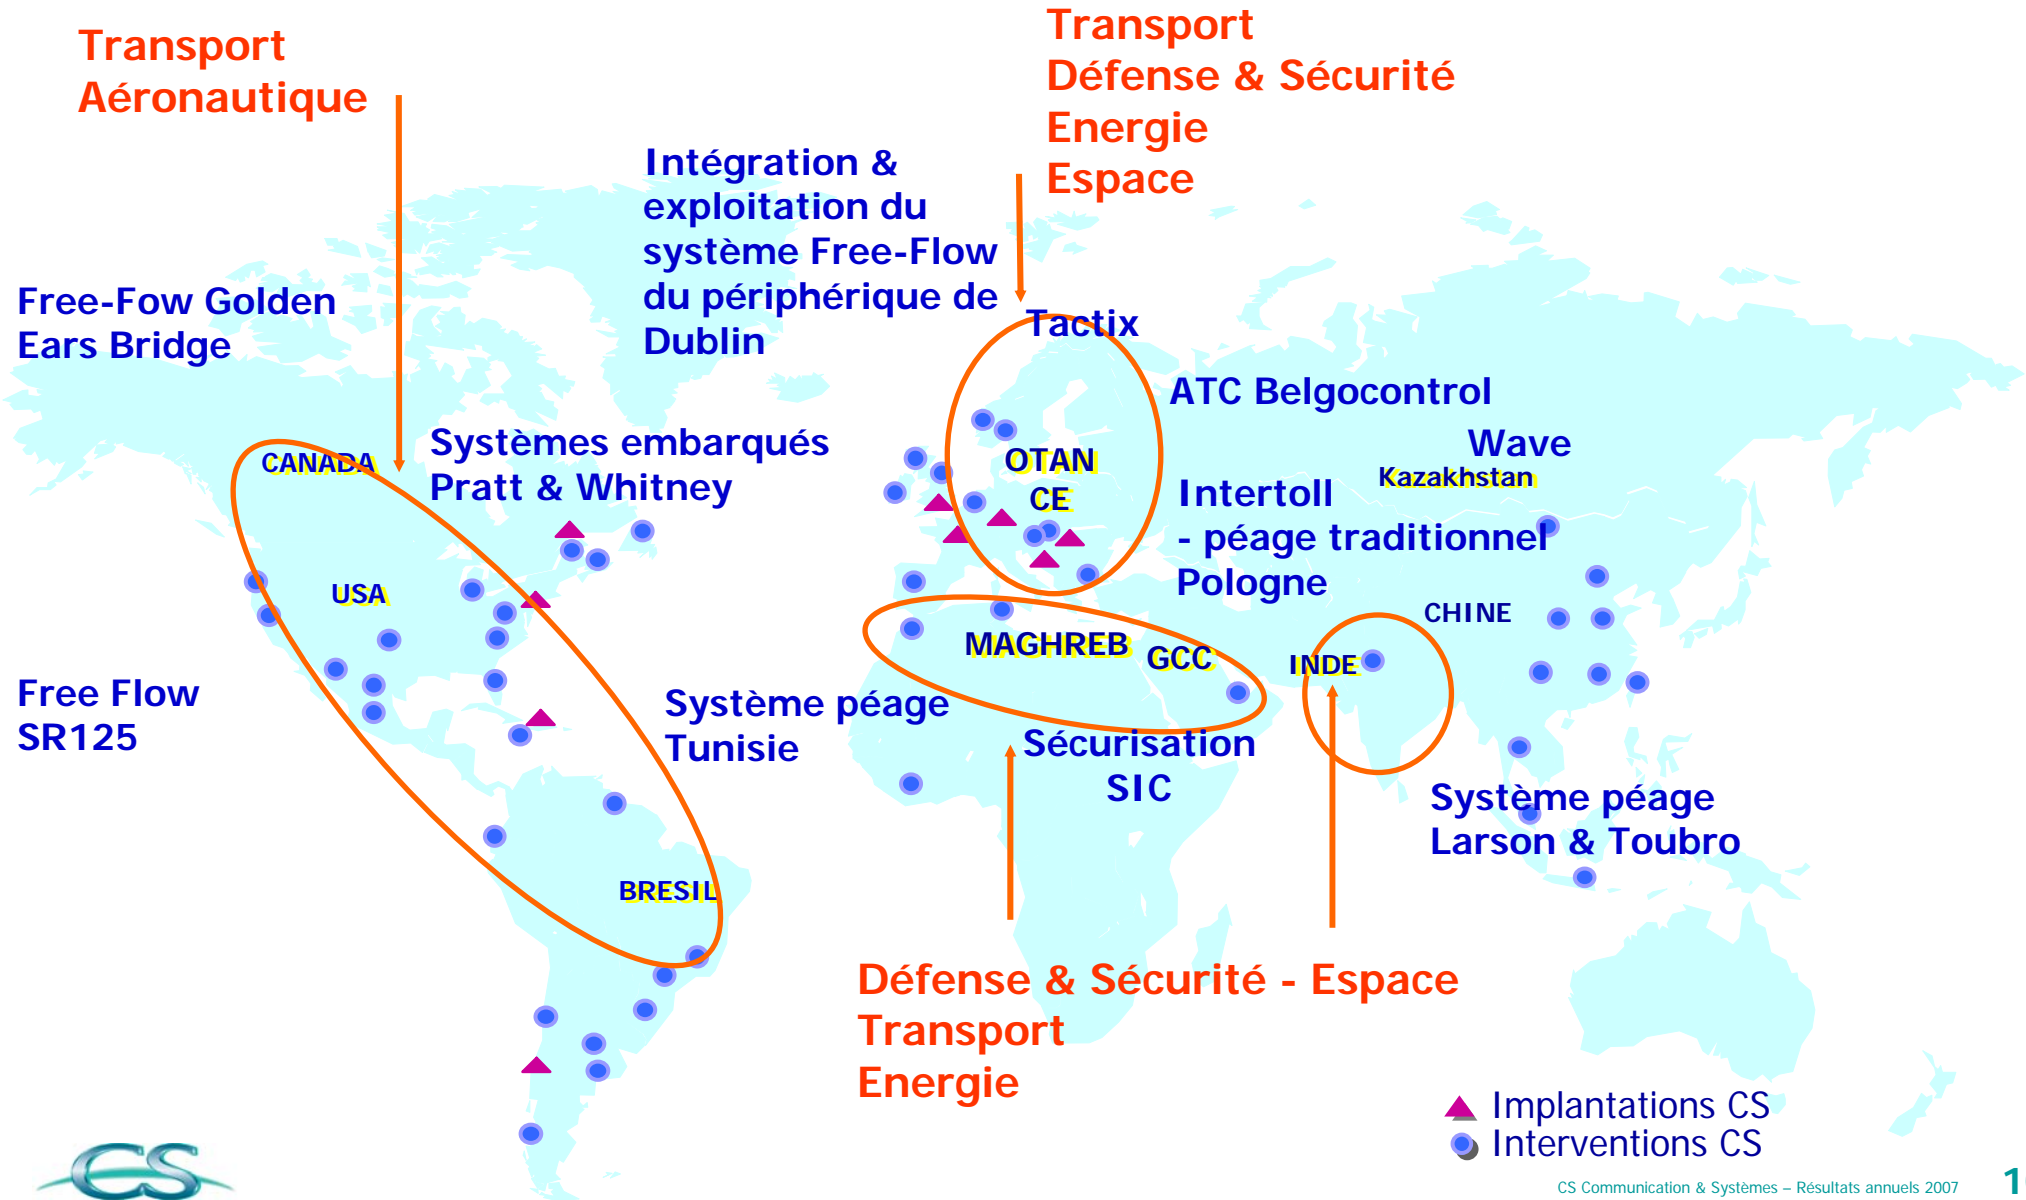 Transport
Aéronautique
Transport
Défense & Sécurité
Energie
Espace
Intégration &
exploitation du
système Free-Flow
du périphérique de
Dublin
Free-Fow Golden
Ears Bridge
Tactix
ATC Belgocontrol
Systèmes embarqués
Pratt & Whitney
CANADA
OTAN
CE
Wave
Kazakhstan
Intertoll
- péage traditionnel
Pologne
USA
CHINE
MAGHREB
GCC
INDE
Free Flow
SR125
Système péage
Tunisie
Sécurisation
SIC
Système péage
Larson & Toubro
BRESIL
Défense & Sécurité - Espace
Transport
Energie
Implantations CS
Interventions CS
CS
CS Communication & Systèmes – Résultats annuels 2007
1